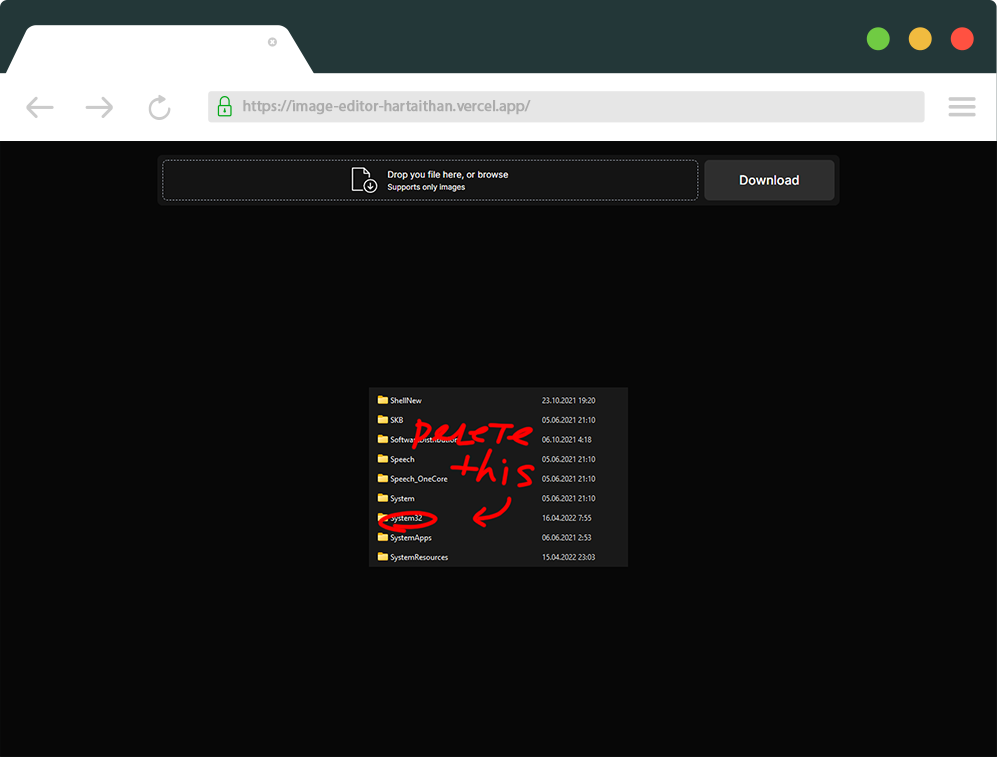 https://image-editor-hartaithan.vercel.app/
Drop you file here, or browse
Supports only images
Download
ShellNew 23.10.2021 19:20
SKB 05.06.2021 21:10
SoftwareDistribution 06.10.2021 4:18
Speech 05.06.2021 21:10
Speech_OneCore 05.06.2021 21:10
System 05.06.2021 21:10
System32 16.04.2022 7:55
SystemApps 06.06.2021 2:53
SystemResources 15.04.2022 23:03
DELETE
this